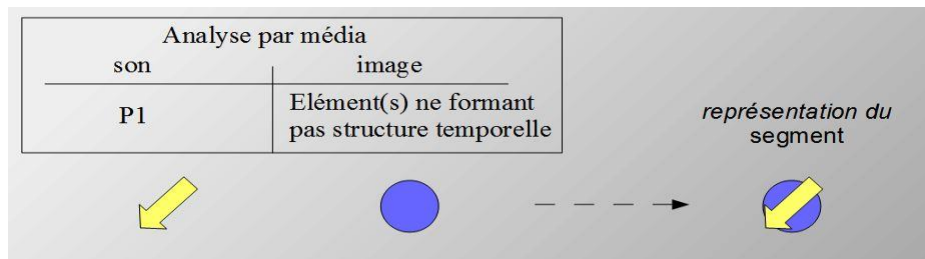 Analyse par média
son image
P1
Elément(s) ne formant
pas structure temporelle
représentation du
segment